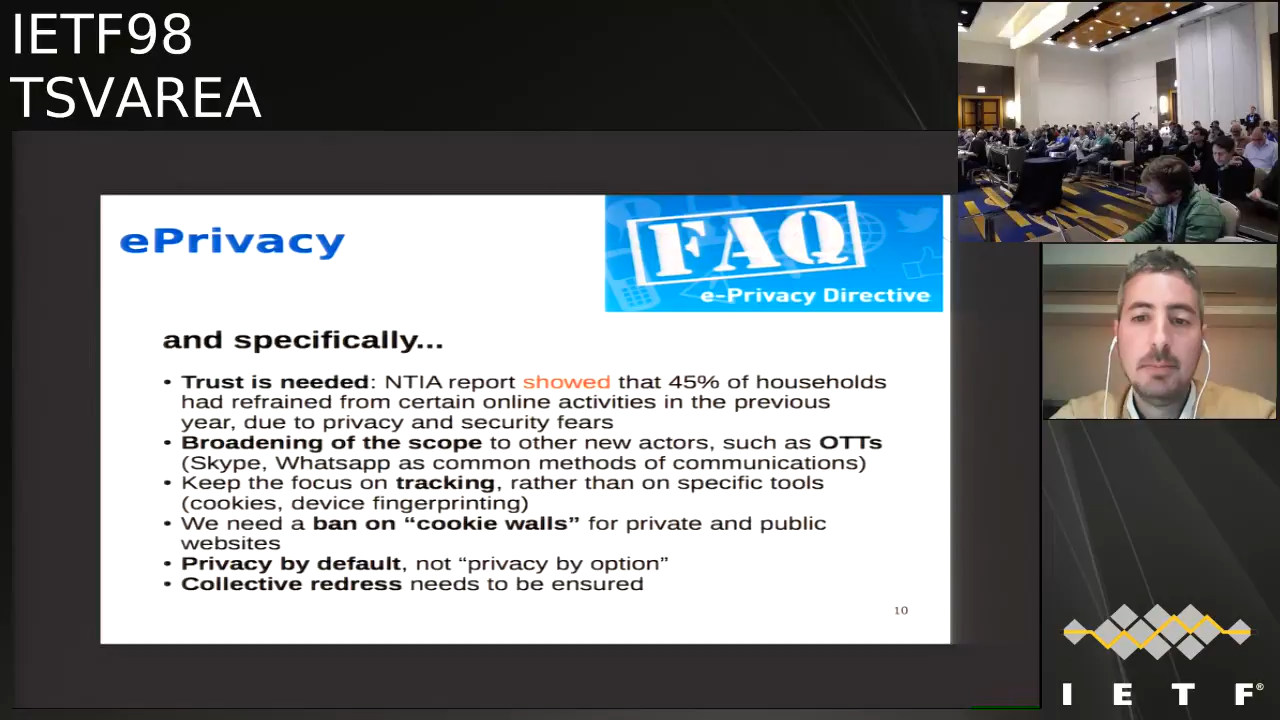 IETF98
TSVAREA
ePrivacy
FAQ
e-Privacy Directive
and specifically...
• Trust is needed: NTIA report showed that 45% of households
had refrained from certain online activities in the previous
year, due to privacy and security fears
• Broadening of the scope to other new actors, such as OTTs
(Skype, Whatsapp as common methods of communications)
• Keep the focus on tracking, rather than on specific tools
(cookies, device fingerprinting)
• We need a ban on “cookie walls” for private and public
websites
• Privacy by default, not “privacy by option”
• Collective redress needs to be ensured
10
I E T F®